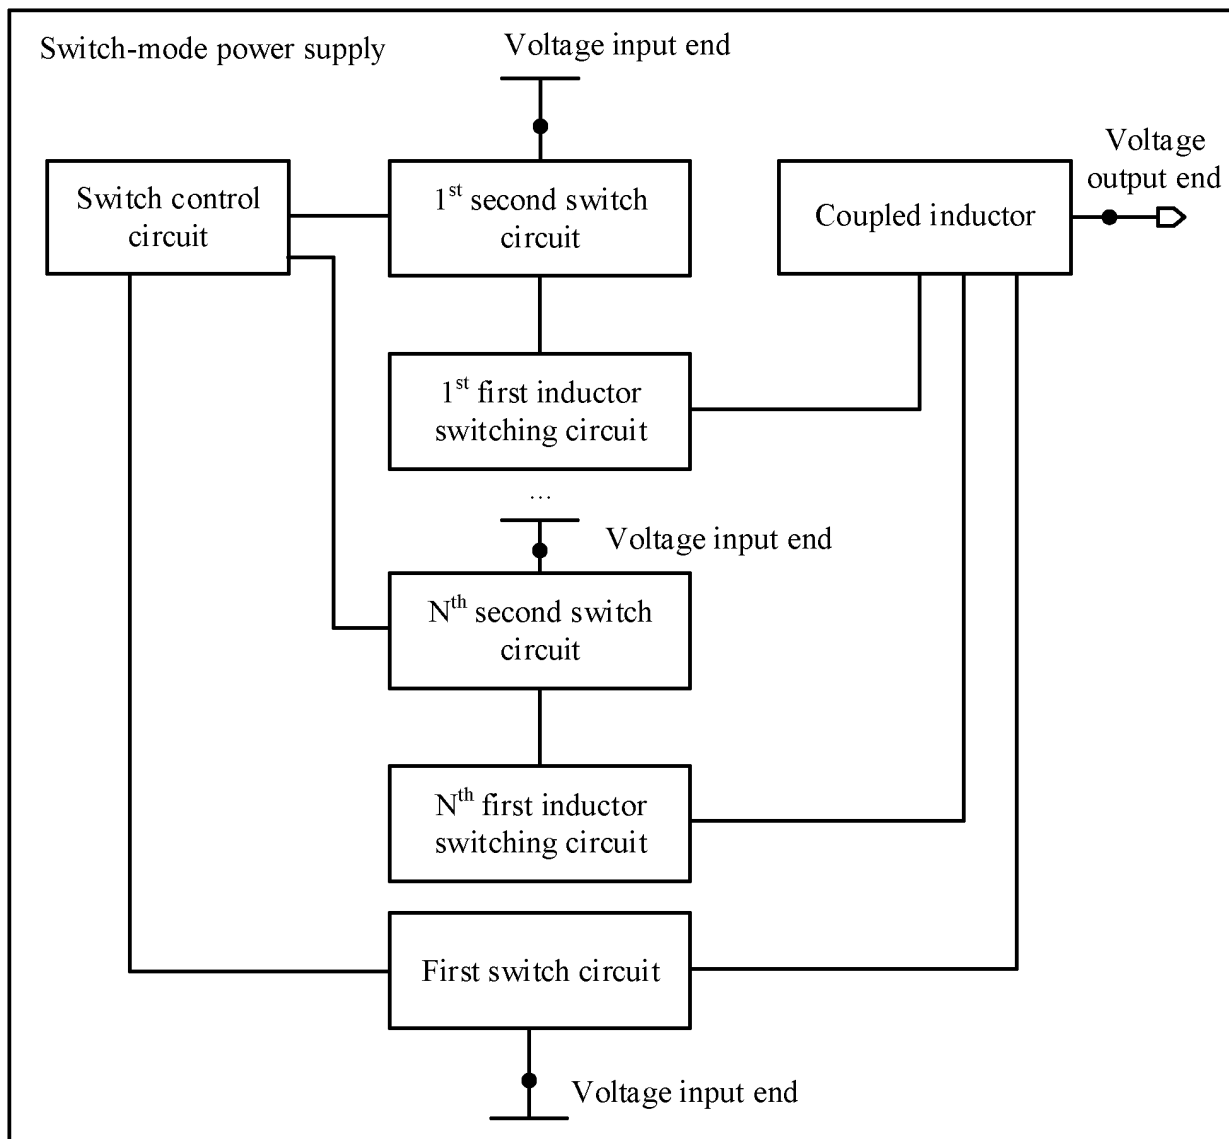 Switch-mode power supply
Voltage input end
Voltage
output end
Switch control
circuit
1st second switch
circuit
Coupled inductor
1st first inductor
switching circuit
...
Voltage input end
Nth second switch
circuit
Nth first inductor
switching circuit
First switch circuit
Voltage input end